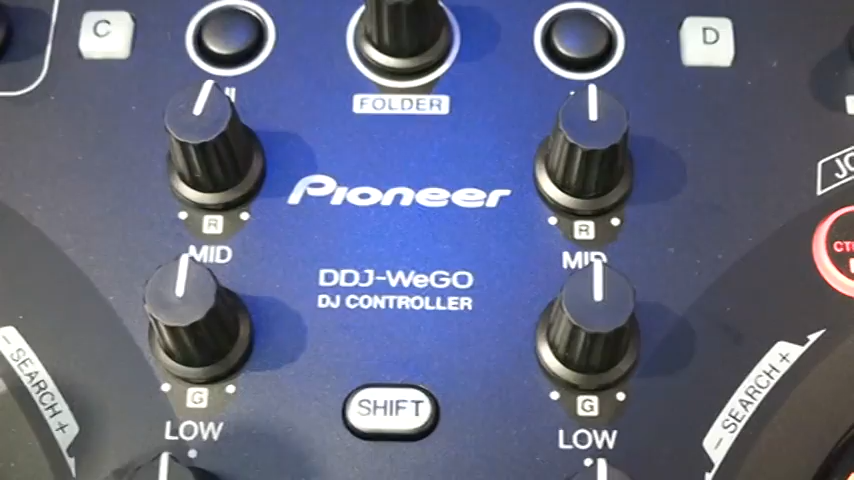 C
D
FOLDER
Pioneer
R
R
MID
MID
DDJ-WeGO
DJ CONTROLLER
- SEARCH +
- SEARCH +
G
G
SHIFT
LOW
LOW